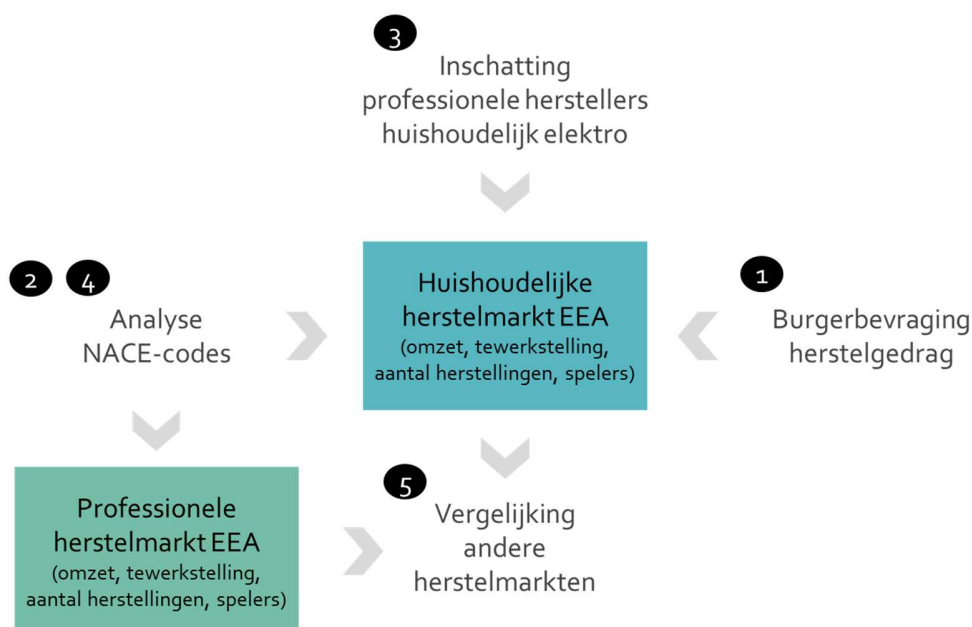 3
Inschatting
professionele herstellers
huishoudelijk elektro
2 4
Analyse
NACE-codes
Huishoudelijke
herstelmarkt EEA
(omzet, tewerkstelling,
aantal herstellingen, spelers)
1
Burgerbevraging
herstelgedrag
Professionele
herstelmarkt EEA
(omzet, tewerkstelling,
aantal herstellingen, spelers)
5
Vergelijking
andere
herstelmarkten